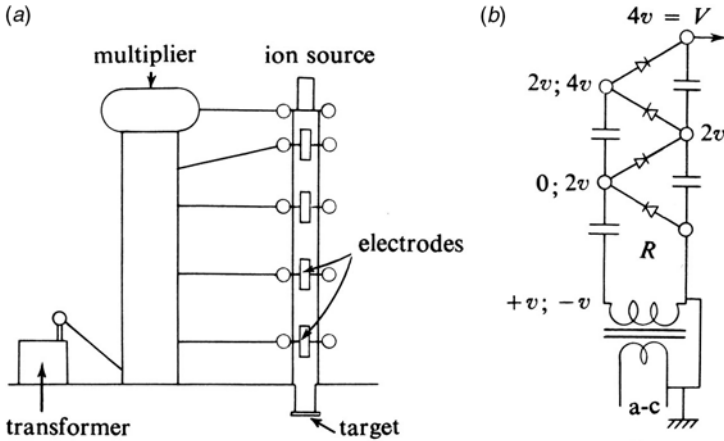 (a)
multiplier
ion source
electrodes
transformer
target
(b)
4v = V
2v; 4v
2v
0; 2v
R
+v; −v
a-c